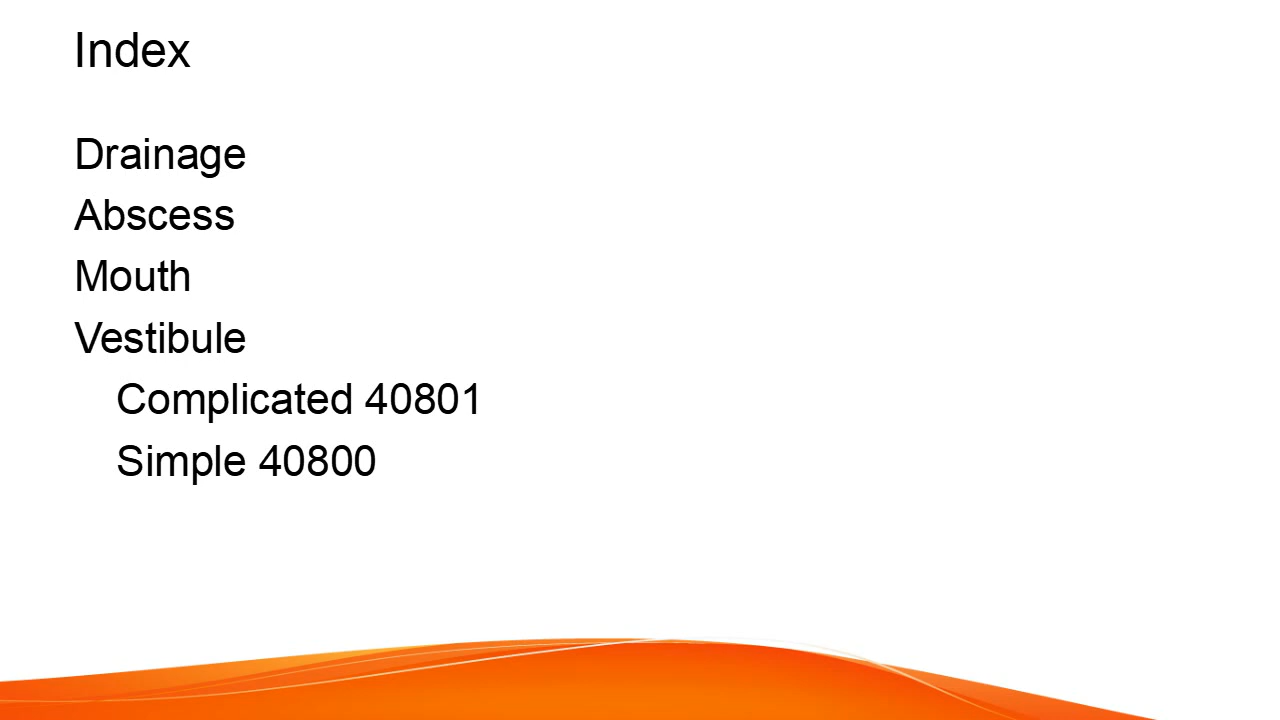 Index
Drainage
Abscess
Mouth
Vestibule
Complicated 40801
Simple 40800